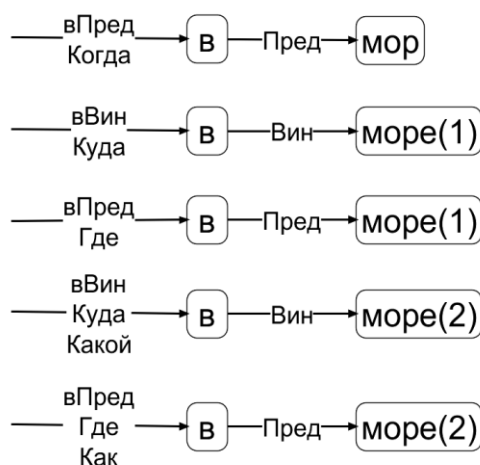 вПред
Когда
в
Пред
мор
вВин
Куда
в
Вин
море(1)
вПред
Где
в
Пред
море(1)
вВин
Куда
Какой
в
Вин
море(2)
вПред
Где
Как
в
Пред
море(2)